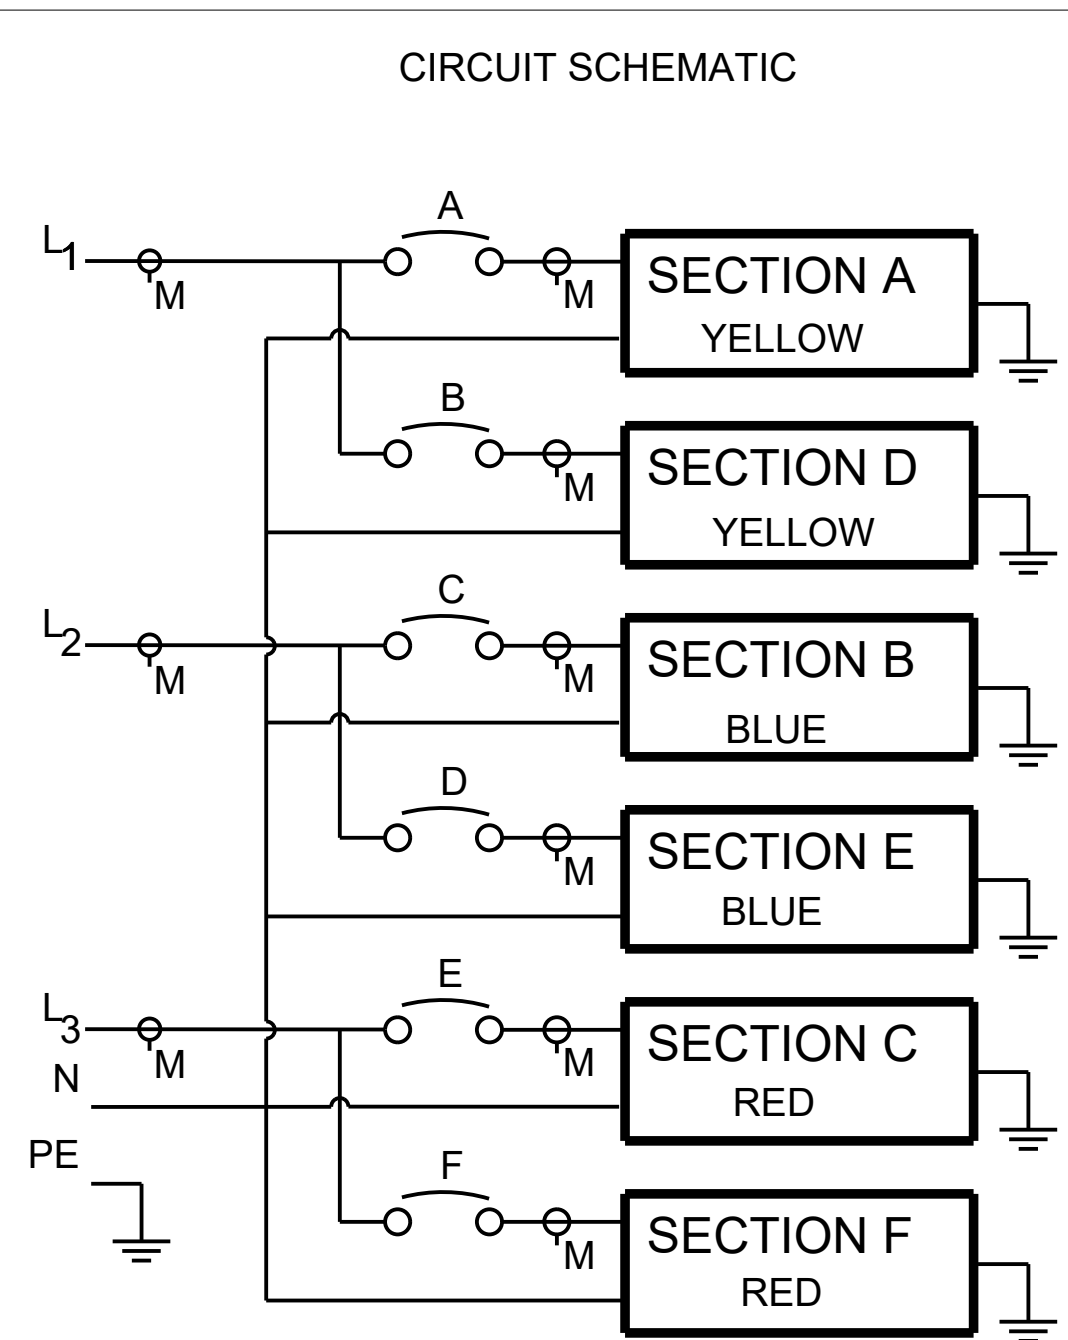 CIRCUIT SCHEMATIC
A
L1
M
M
SECTION A
YELLOW
B
M
SECTION D
YELLOW
C
L2
M
M
SECTION B
BLUE
D
M
SECTION E
BLUE
E
L3
M
M
SECTION C
RED
N
PE
F
M
SECTION F
RED